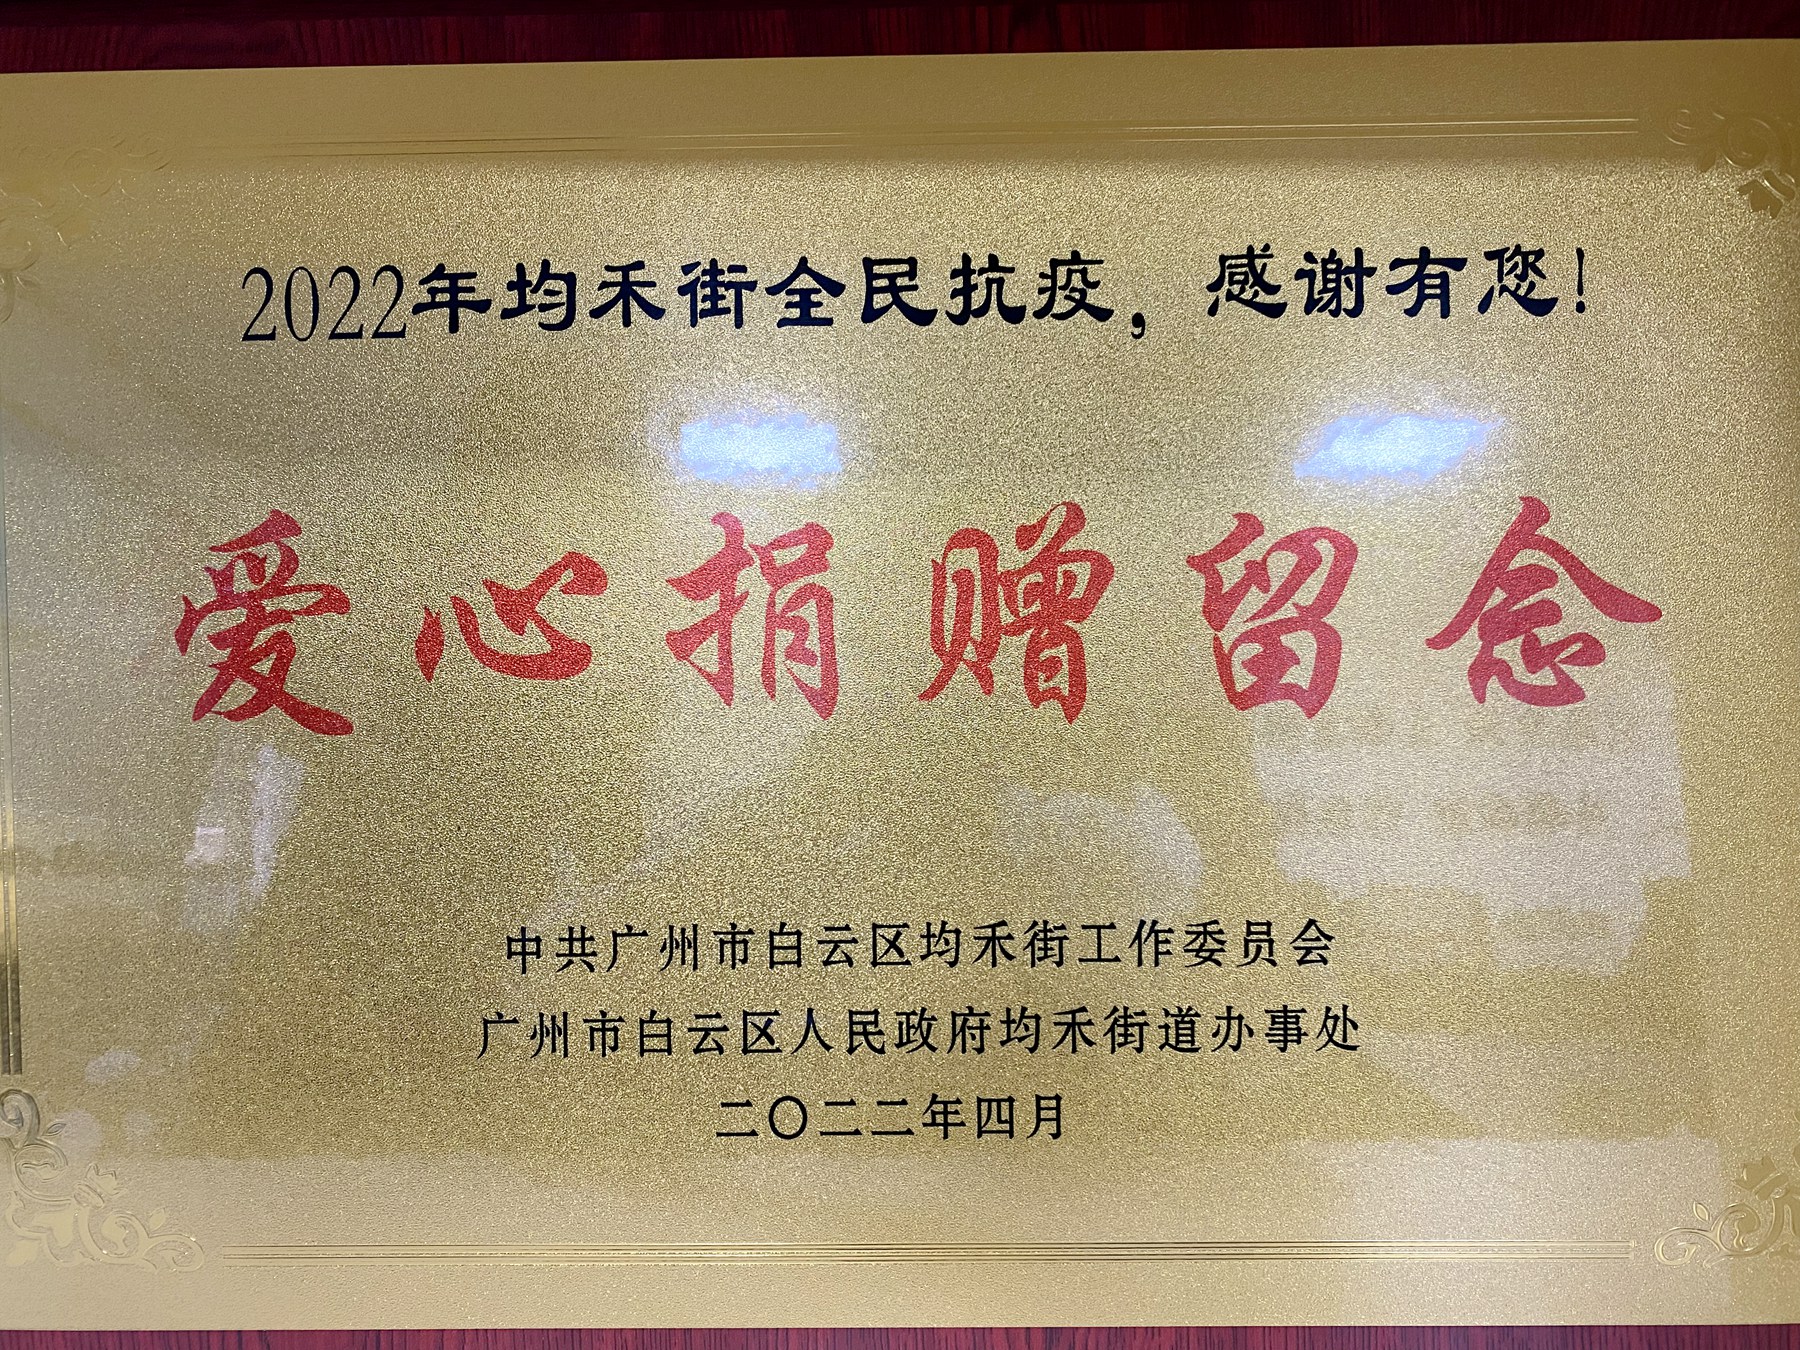 2022年均禾街全民抗疫，感谢有您！
爱心捐赠留念
中共广州市白云区均禾街工作委员会
广州市白云区人民政府均禾街道办事处
二〇二二年四月